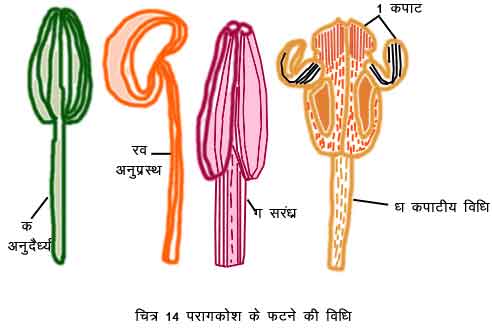 1 कपाट
रव
अनुप्रस्थ
क
अनुदैर्ध्य
ग सरंध्र
ध कपाटीय विधि
चित्र 14 परागकोश के फटने की विधि